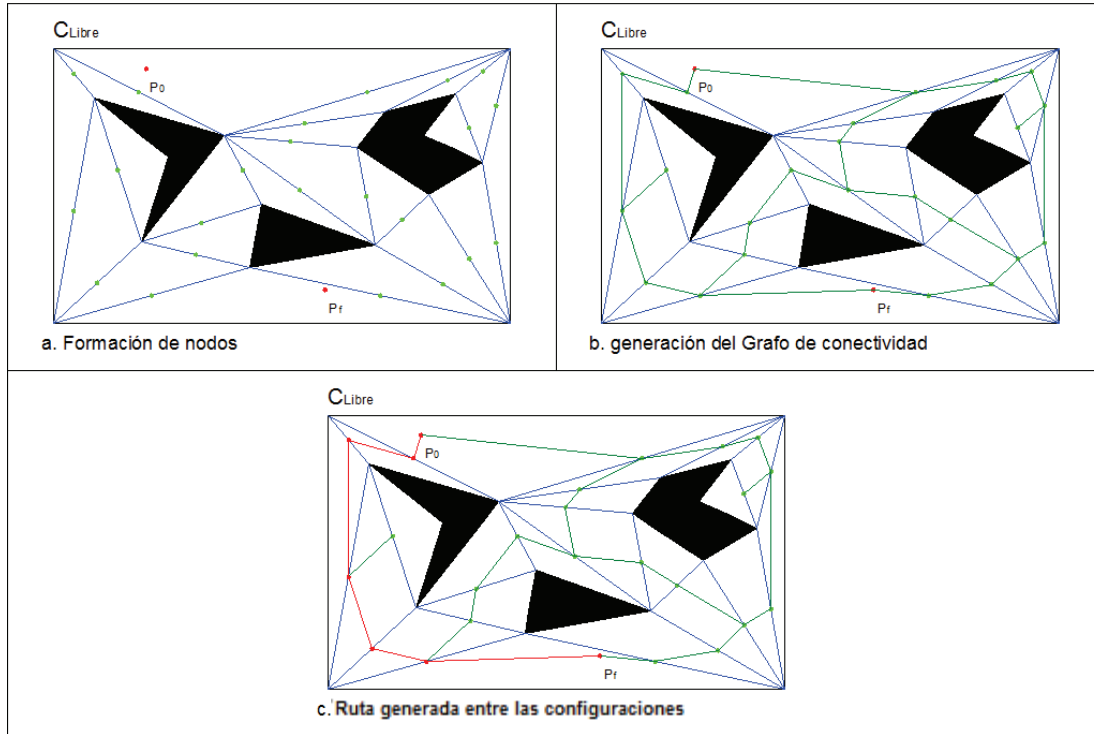 CLibre
P0
Pf
a. Formación de nodos
CLibre
P0
Pf
b. generación del Grafo de conectividad
CLibre
P0
Pf
c. Ruta generada entre las configuraciones